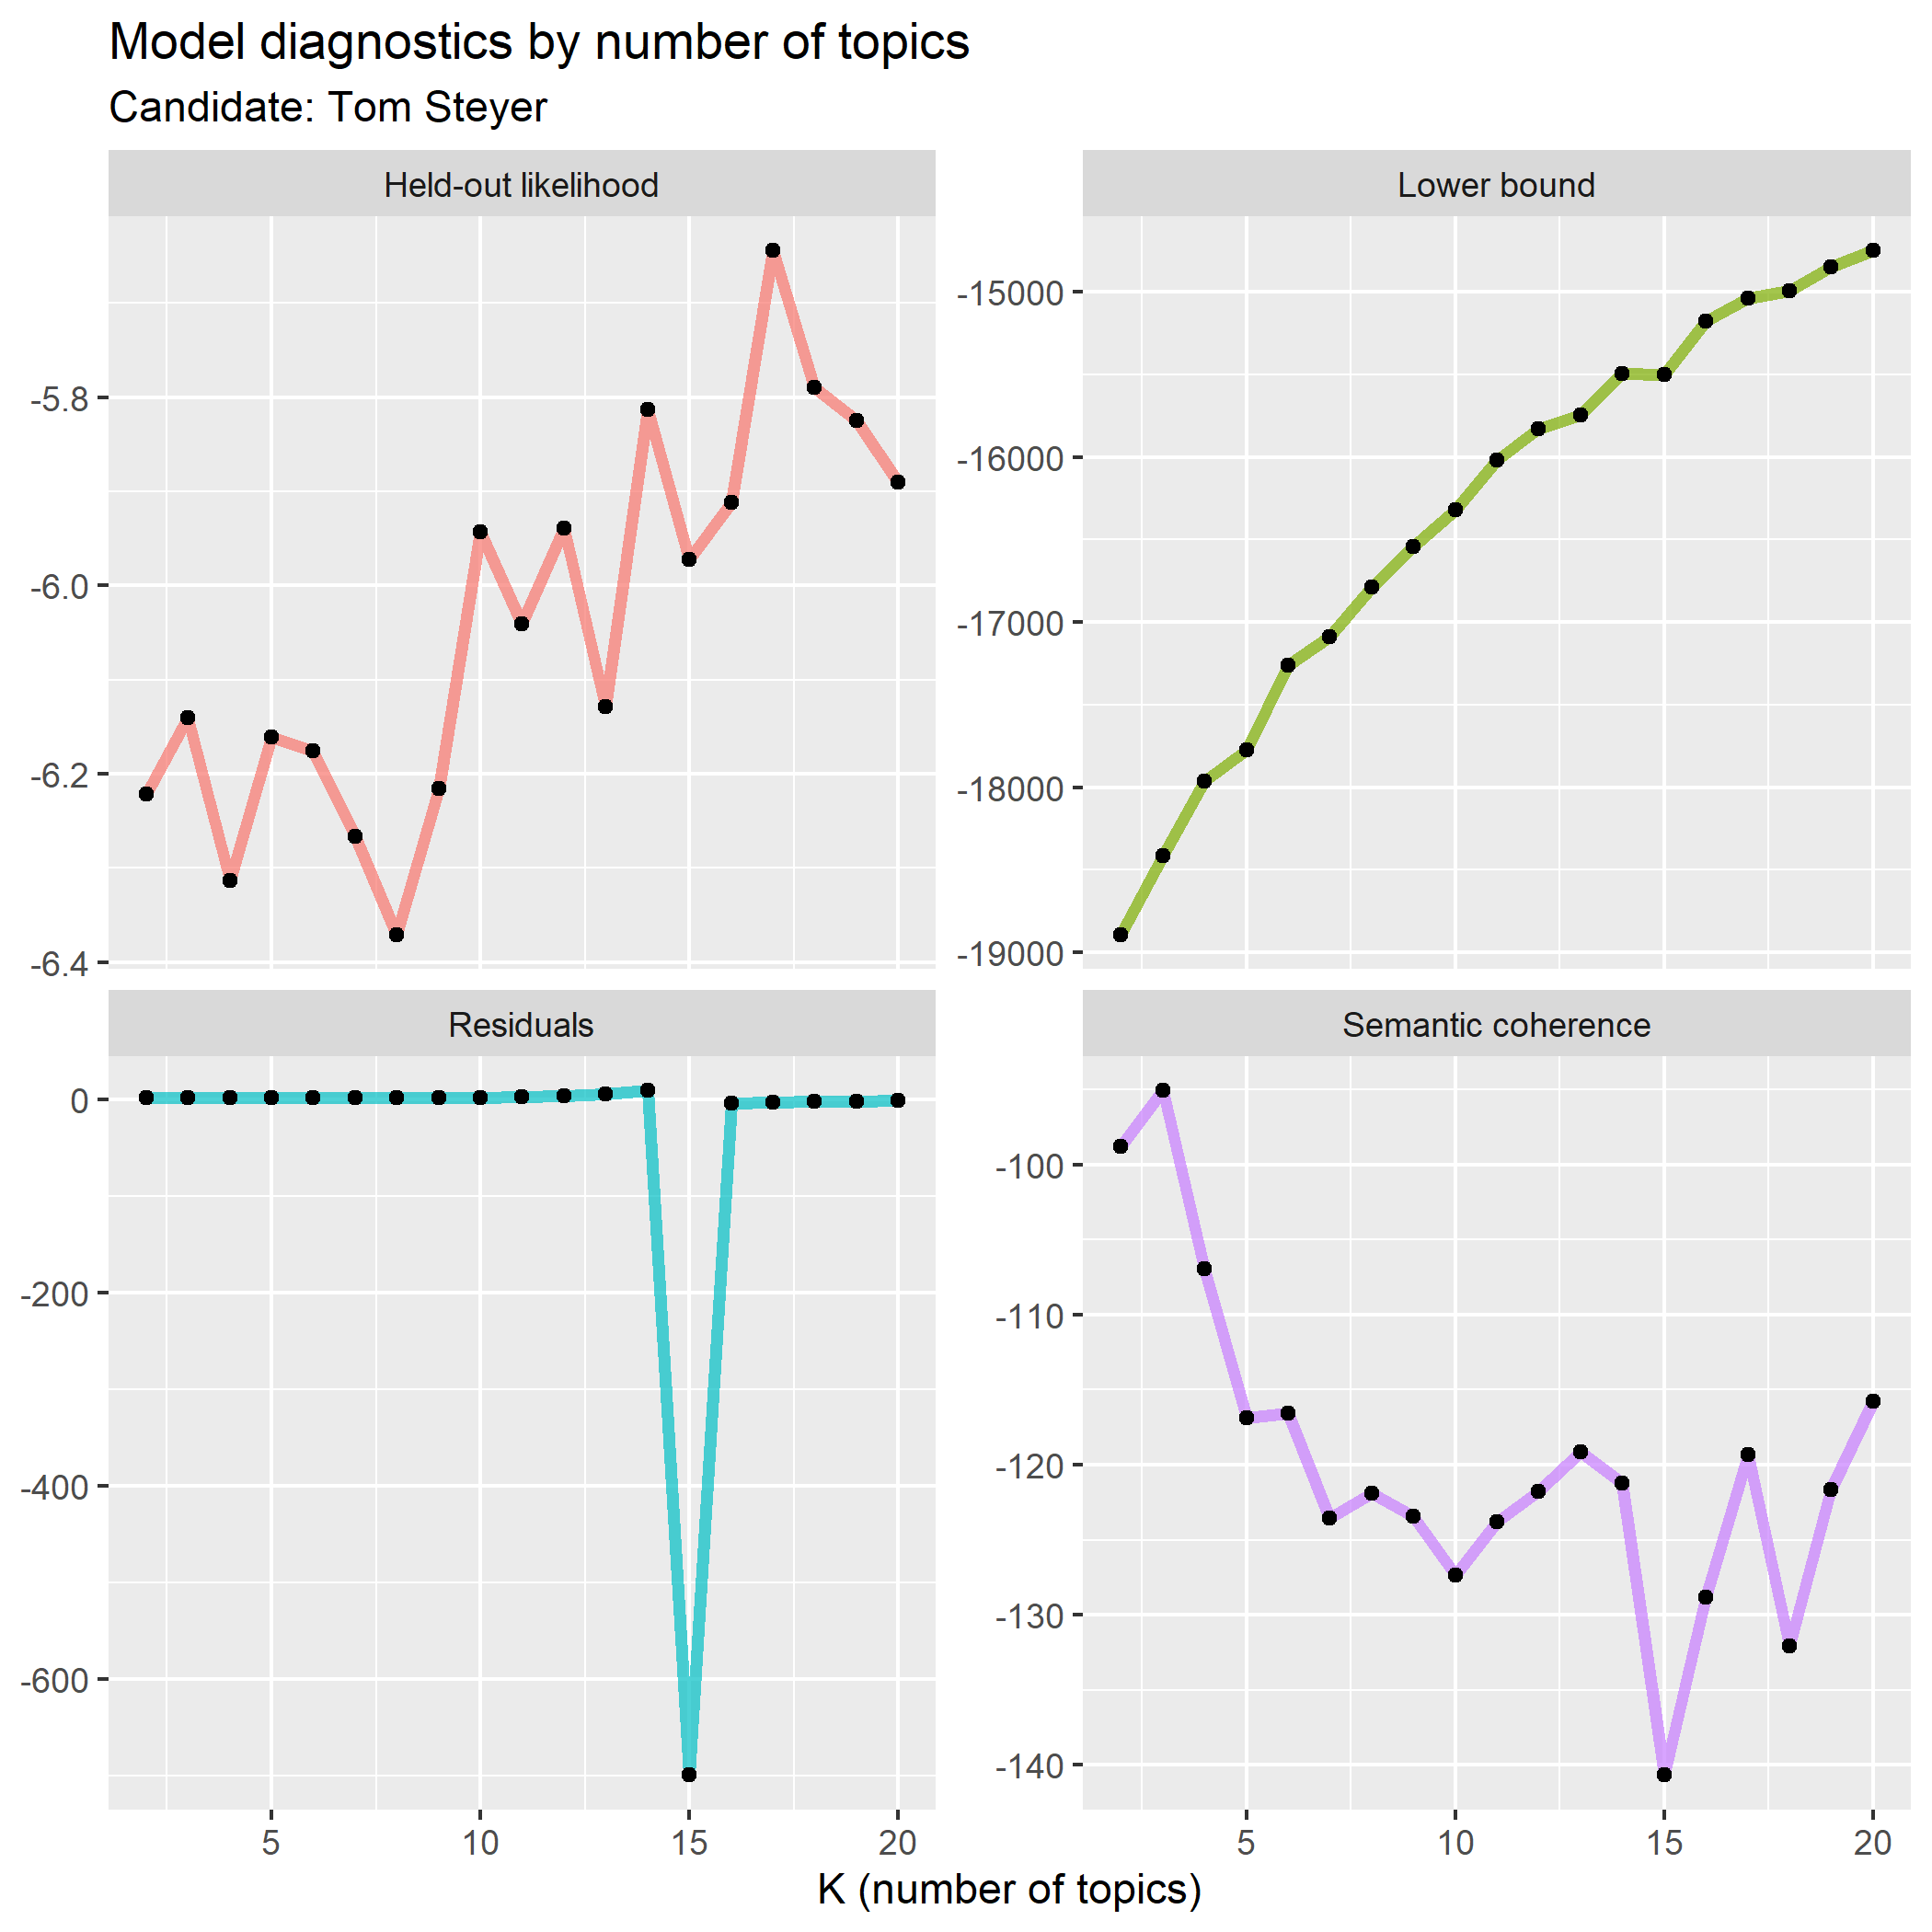 Model diagnostics by number of topics
Candidate: Tom Steyer
Held-out likelihood
-5.8
-6.0
-6.2
-6.4
Lower bound
-15000
-16000
-17000
-18000
-19000
Residuals
0
-200
-400
-600
5 10 15 20
Semantic coherence
-100
-110
-120
-130
-140
5 10 15 20
K (number of topics)